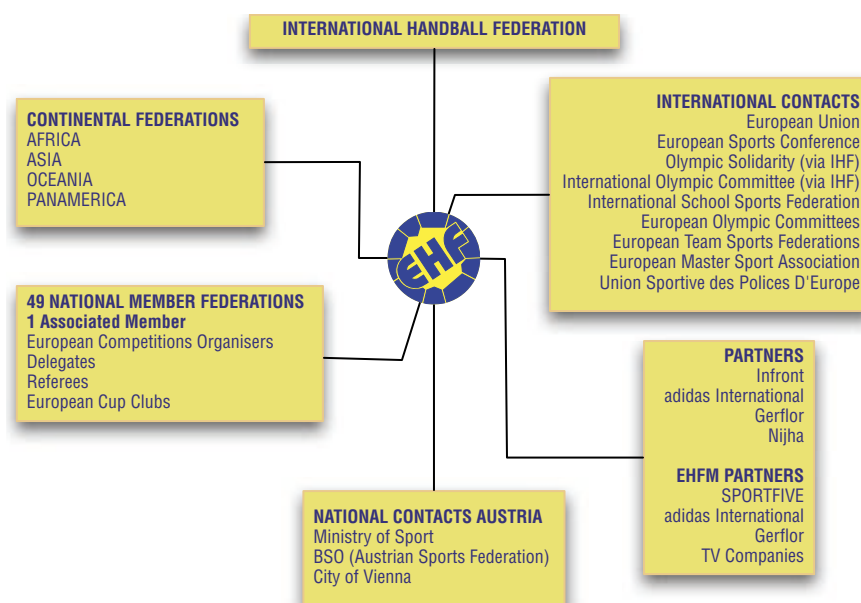 INTERNATIONAL HANDBALL FEDERATION
CONTINENTAL FEDERATIONS
AFRICA
ASIA
OCEANIA
PANAMERICA
INTERNATIONAL CONTACTS
European Union
European Sports Conference
Olympic Solidarity (via IHF)
International Olympic Committee (via IHF)
International School Sports Federation
European Olympic Committees
European Team Sports Federations
European Master Sport Association
Union Sportive des Polices D'Europe
EHF
49 NATIONAL MEMBER FEDERATIONS
1 Associated Member
European Competitions Organisers
Delegates
Referees
European Cup Clubs
PARTNERS
Infront
adidas International
Gerflor
Nijha
EHFM PARTNERS
SPORTFIVE
adidas International
Gerflor
TV Companies
NATIONAL CONTACTS AUSTRIA
Ministry of Sport
BSO (Austrian Sports Federation)
City of Vienna